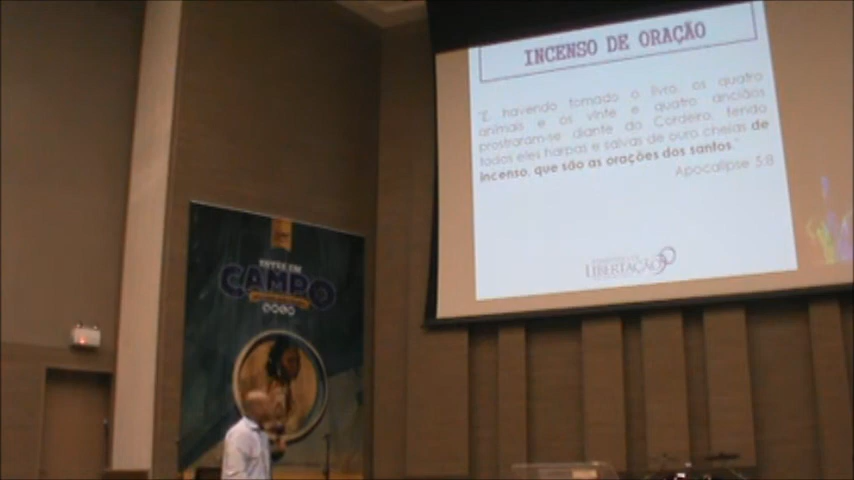 INCENSO DE ORAÇÃO
"E, havendo tomado o livro, os quatro
animais e os vinte e quatro anciãos
prostraram-se diante do Cordeiro, tendo
todos eles harpas e salvas de ouro cheias de
incenso, que são as orações dos santos."
Apocalipse 5:8
LIBERTAÇÃO
ENTRE EM
CAMPO